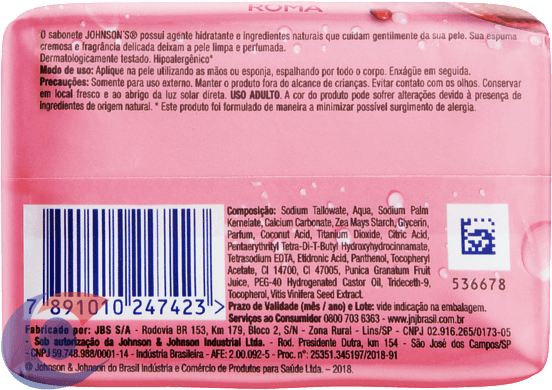 ROMA
O sabonete JOHNSON'S® possui agente hidratante e ingredientes naturais que cuidam gentilmente da sua pele. Sua espuma
cremosa e fragrância delicada deixam a pele limpa e perfumada.
Dermatologicamente testado. Hipoalergênico*
Modo de uso: Aplique na pele utilizando as mãos ou esponja, espalhando por todo o corpo. Enxágüe em seguida.
Precauções: Somente para uso externo. Manter o produto fora do alcance de crianças. Evitar contato com os olhos. Conservar
em local fresco e ao abrigo da luz solar direta. USO ADULTO. A cor do produto pode sofrer alterações devido à presença de
ingredientes de origem natural. * Este produto foi formulado de maneira a minimizar possível surgimento de alergia.
Composição: Sodium Tallowate, Aqua, Sodium Palm
Kernelate, Calcium Carbonate, Zea Mays Starch, Glycerin,
Parfum, Coconut Acid, Titanium Dioxide, Citric Acid,
Pentaerythrityl Tetra-Di-T-Butyl Hydroxyhydrocinnamate,
Tetrasodium EDTA, Etidronic Acid, Panthenol, Tocopheryl
Acetate, CI 14700, CI 47005, Punica Granatum Fruit
Juice, PEG-40 Hydrogenated Castor Oil, Trideceth-9,
Tocopherol, Vitis Vinifera Seed Extract.
Prazo de Validade (mês / ano) e Lote: vide indicação na embalagem.
Serviços ao Consumidor 0800 703 6363 - www.jnjbrasil.com.br
536678
7 891010 247423
Fabricado por: JBS S/A - Rodovia BR 153, Km 179, Bloco 2, S/N - Zona Rural - Lins/SP - CNPJ 02.916.265/0173-05
Sob autorização da Johnson & Johnson Industrial Ltda. - Rod. Presidente Dutra, km 154 - São José dos Campos/SP
- CNPJ 59.748.988/0001-14 - Indústria Brasileira - AFE: 2.00.092-5 - Proc. n°: 25351.345197/2018-91
© Johnson & Johnson do Brasil Indústria e Comércio de Produtos para Saúde Ltda. – 2018.